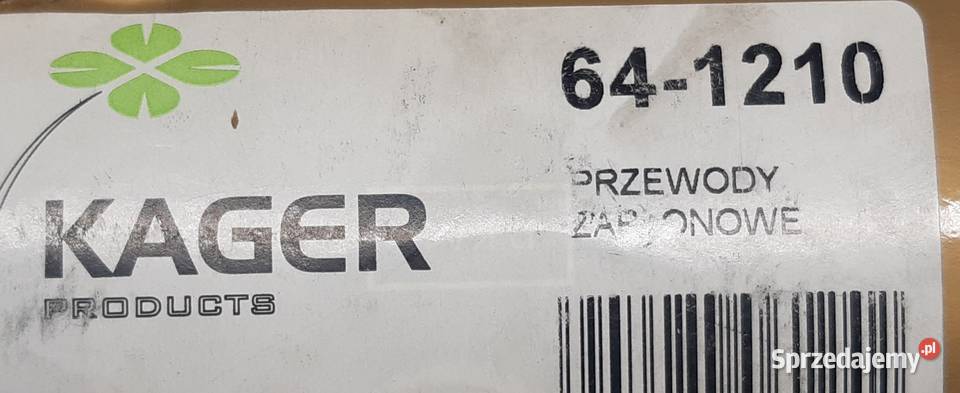 64-1210
PRZEWODY
KAGER
PRODUCTS
Sprzedajemy.pl